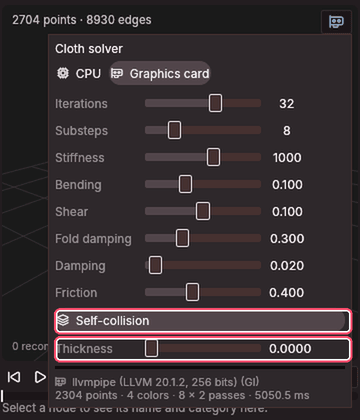 2704 points · 8930 edges
Cloth solver
CPU Graphics card
Iterations 32
Substeps 8
Stiffness 1000
Bending 0.100
Shear 0.100
Fold damping 0.300
Damping 0.020
Friction 0.400
Self-collision
Thickness 0.0000
0 recor
llvmpipe (LLVM 20.1.2, 256 bits) (GI)
2304 points · 4 colors · 8 × 2 passes · 5050.5 ms
Select a node to see its name and category here.